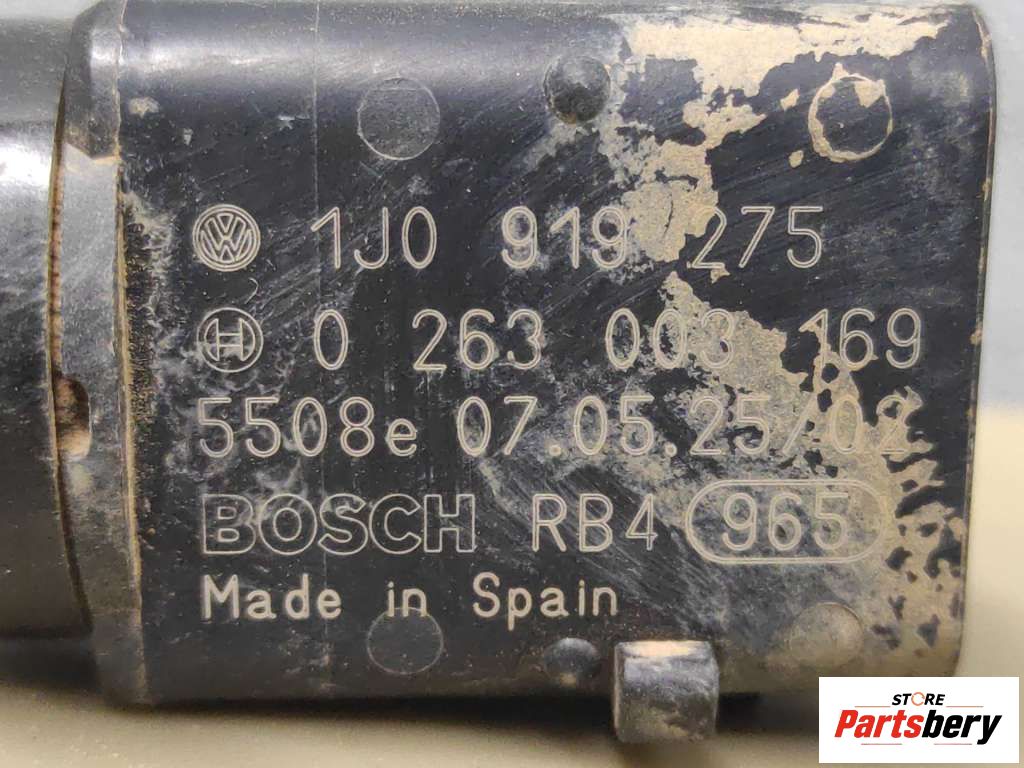 1J0 919 275
0 263 003 169
5508e 07.05.25/02
BOSCH RB4 965
Made in Spain
STORE
Partsbery